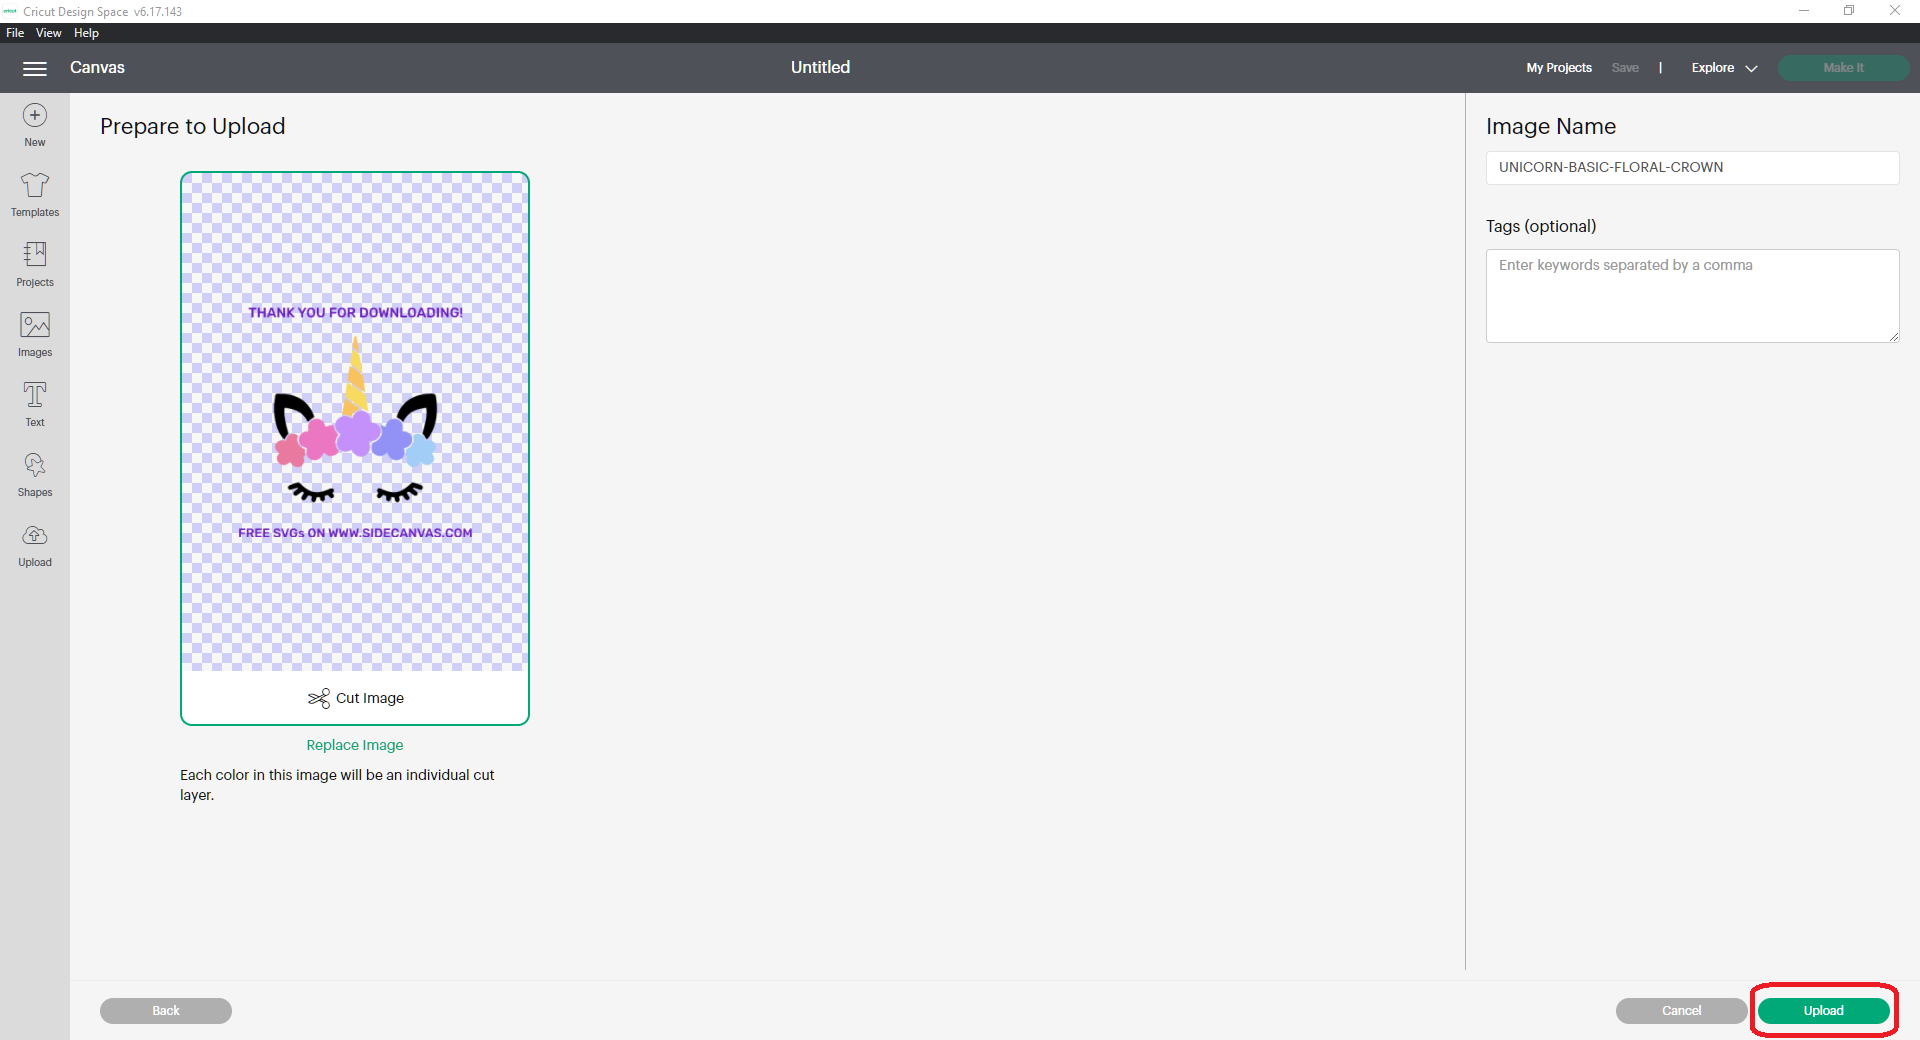 cricut Cricut Design Space v6.17.143
File View Help
Canvas Untitled My Projects Save | Explore Make It
New
Templates
Projects
Images
Text
Shapes
Upload
Prepare to Upload
THANK YOU FOR DOWNLOADING!
FREE SVGs ON WWW.SIDECANVAS.COM
Cut Image
Replace Image
Each color in this image will be an individual cut
layer.
Image Name
UNICORN-BASIC-FLORAL-CROWN
Tags (optional)
Enter keywords separated by a comma
Back Cancel Upload